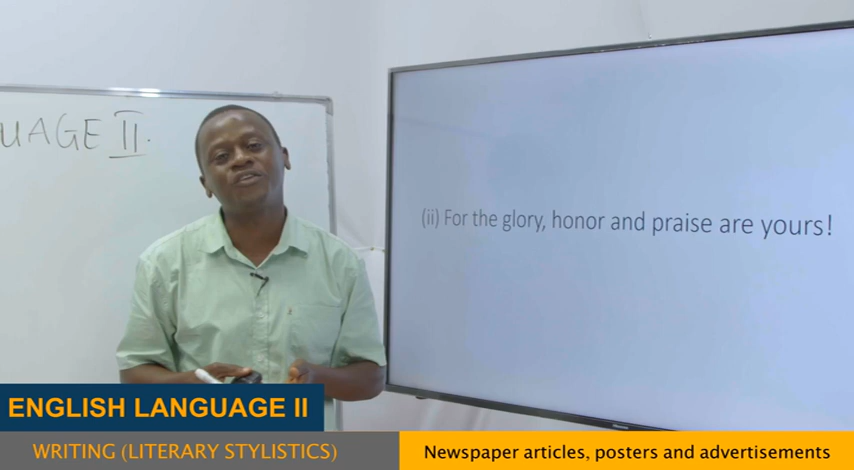 UAGE II.
(ii) For the glory, honor and praise are yours!
ENGLISH LANGUAGE II
WRITING (LITERARY STYLISTICS)
Newspaper articles, posters and advertisements